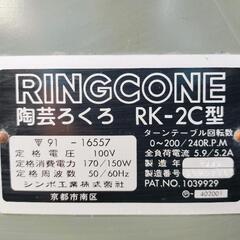 RINGCONE
陶芸ろくろ RK-2C型
▽91-16557
定格電圧 100V
定格消費電力 170/150W
定格周波数 50/60Hz
シンポ工業株式会社
京都市南区
ターンテーブル回転数
0~200/240R.P.M
全負荷電流 5.9/5.2A
製造年
製造番号
PAT.NO.1039929
402001